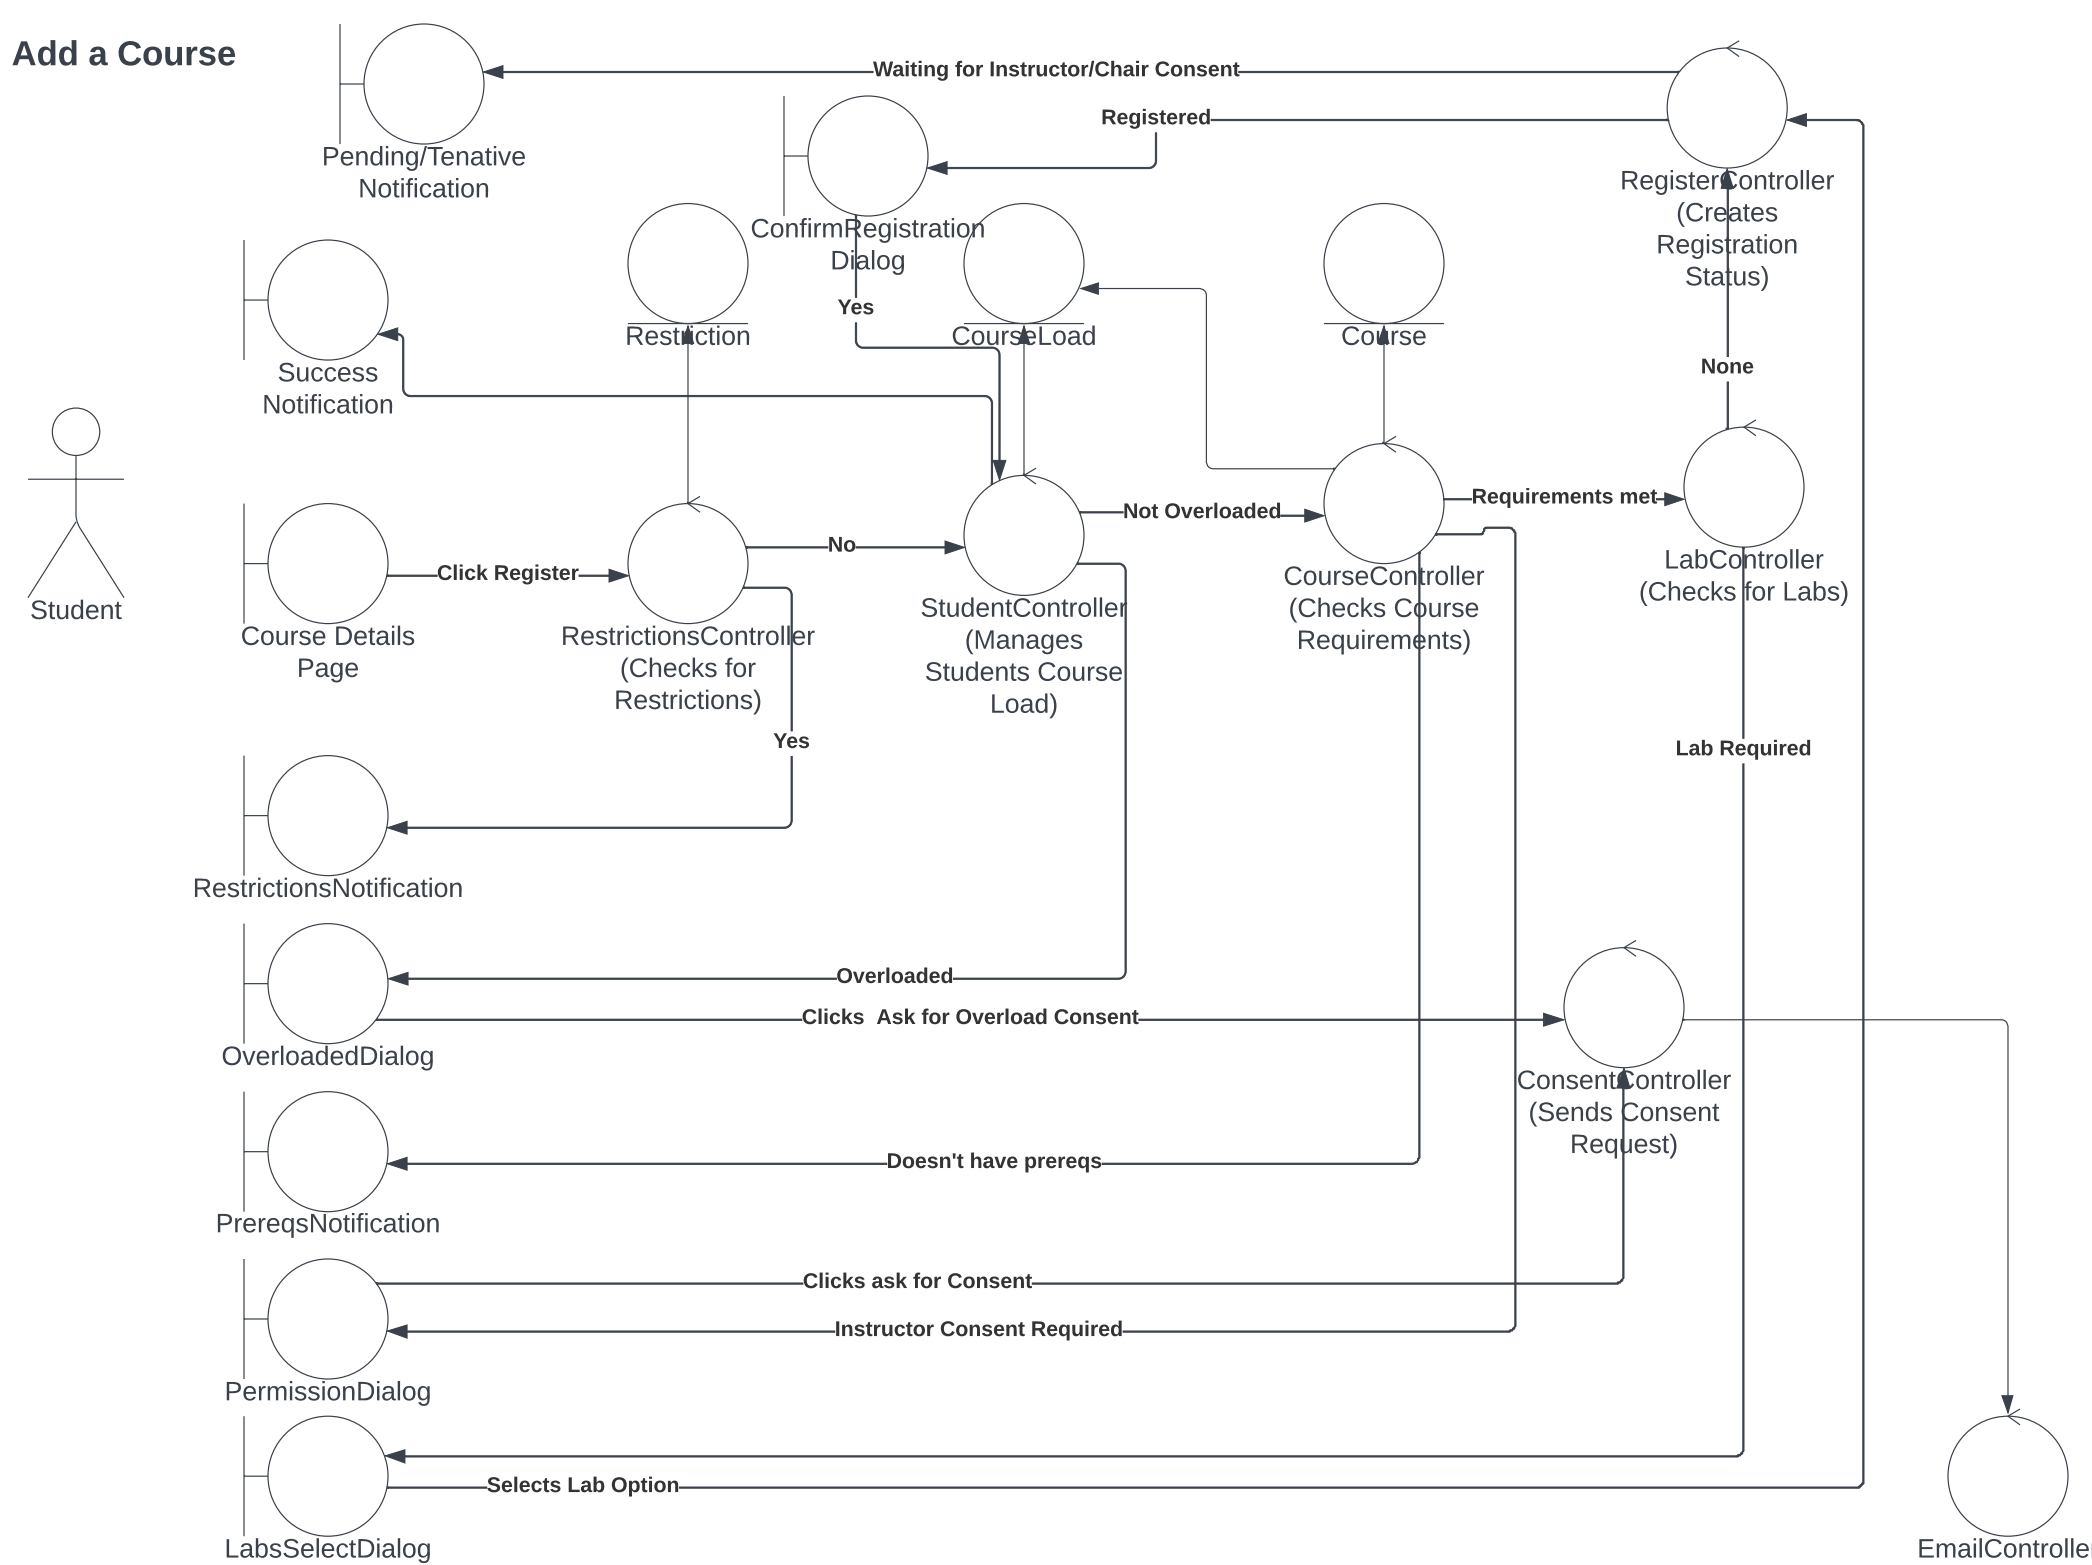 Add a Course
Waiting for Instructor/Chair Consent
Registered
Pending/Tenative
Notification
RegisterController
(Creates
Registration
Status)
ConfirmRegistration
Dialog
Yes
Restriction
CourseLoad
Course
Success
Notification
None
Student
Course Details
Page
Click Register
RestrictionsController
(Checks for
Restrictions)
No
StudentController
(Manages
Students Course
Load)
Not Overloaded
CourseController
(Checks Course
Requirements)
Requirements met
LabController
(Checks for Labs)
Yes
Lab Required
RestrictionsNotification
Overloaded
Clicks  Ask for Overload Consent
OverloadedDialog
ConsentController
(Sends Consent
Request)
Doesn't have prereqs
PrereqsNotification
Clicks ask for Consent
Instructor Consent Required
PermissionDialog
Selects Lab Option
LabsSelectDialog
EmailController